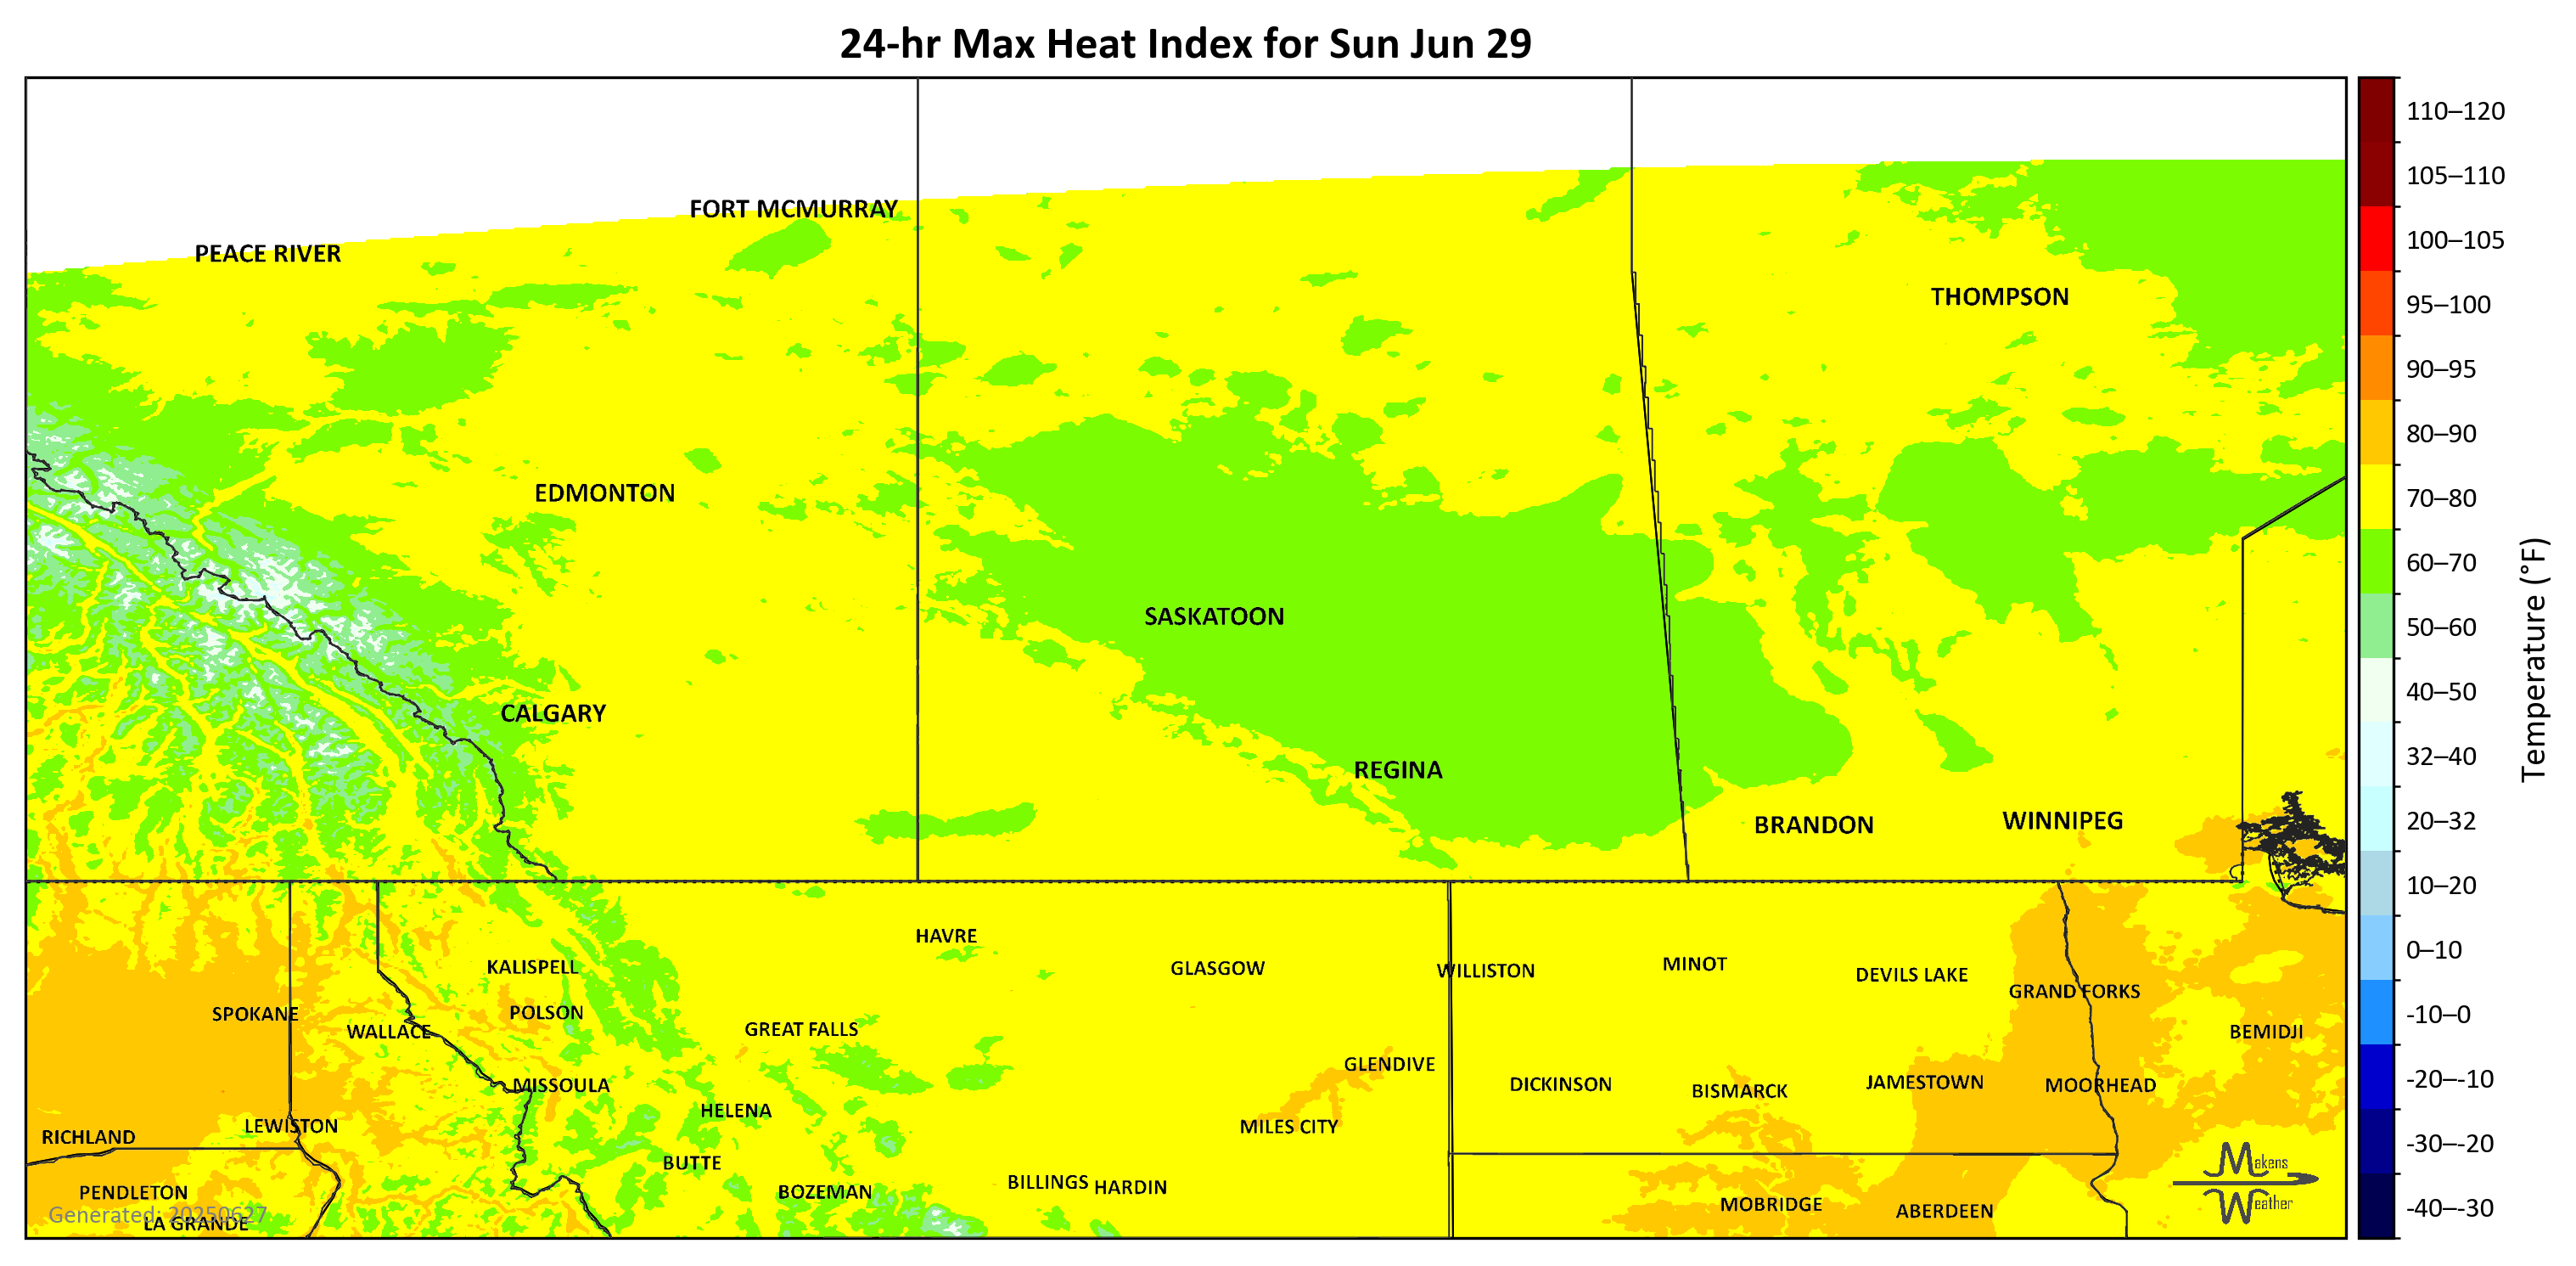 24-hr Max Heat Index for Sun Jun 29
110–120
105–110
100–105
95–100
90–95
80–90
70–80
60–70
50–60
40–50
32–40
20–32
10–20
0–10
-10–0
-20–-10
-30–-20
-40–-30
Temperature (°F)
FORT MCMURRAY
PEACE RIVER
THOMPSON
EDMONTON
SASKATOON
CALGARY
REGINA
BRANDON
WINNIPEG
HAVRE
KALISPELL
GLASGOW
WILLISTON
MINOT
DEVILS LAKE
GRAND FORKS
SPOKANE
POLSON
WALLACE
GREAT FALLS
BEMIDJI
GLENDIVE
MISSOULA
DICKINSON
BISMARCK
JAMESTOWN
MOORHEAD
HELENA
LEWISTON
MILES CITY
RICHLAND
BUTTE
BILLINGS
HARDIN
PENDLETON
BOZEMAN
MOBRIDGE
ABERDEEN
LA GRANDE
Generated: 20250627
Makens
Weather